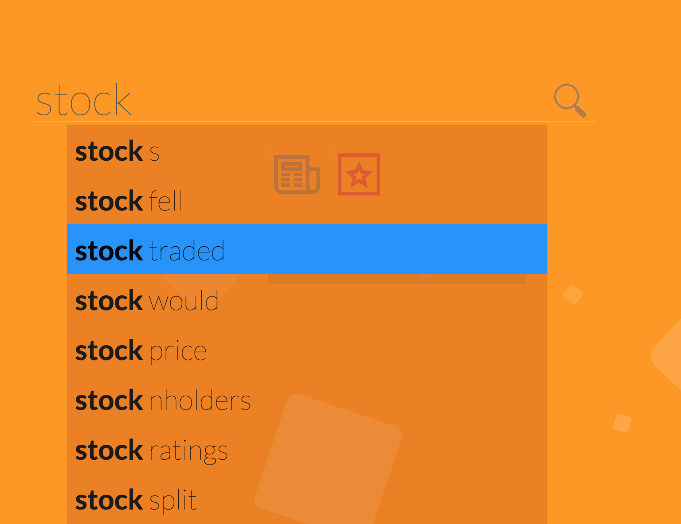 stock
stock s
stock fell
stock traded
stock would
stock price
stock nholders
stock ratings
stock split